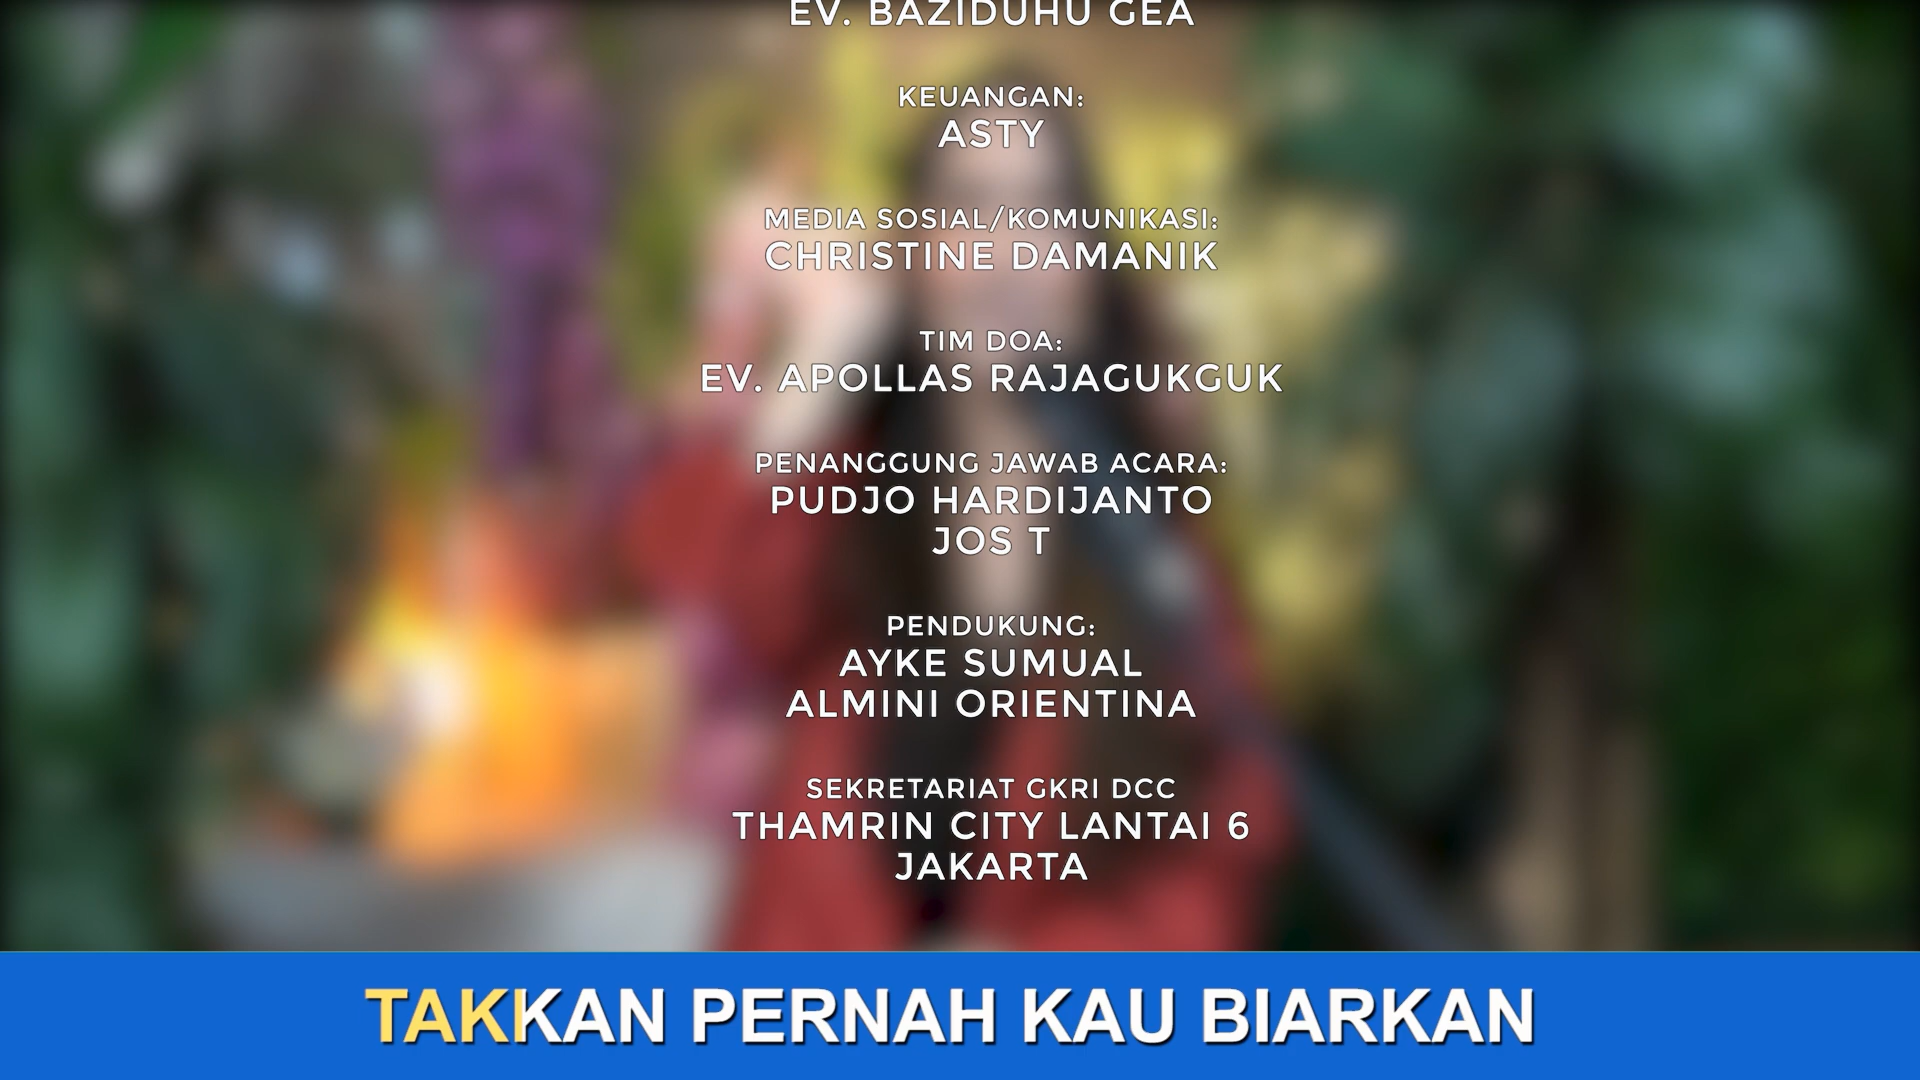 EV. BAZIDUHU GEA
KEUANGAN:
ASTY
MEDIA SOSIAL/KOMUNIKASI:
CHRISTINE DAMANIK
TIM DOA:
EV. APOLLAS RAJAGUKGUK
PENANGGUNG JAWAB ACARA:
PUDJO HARDIJANTO
JOS T
PENDUKUNG:
AYKE SUMUAL
ALMINI ORIENTINA
SEKRETARIAT GKRI DCC
THAMRIN CITY LANTAI 6
JAKARTA
TAKKAN PERNAH KAU BIARKAN